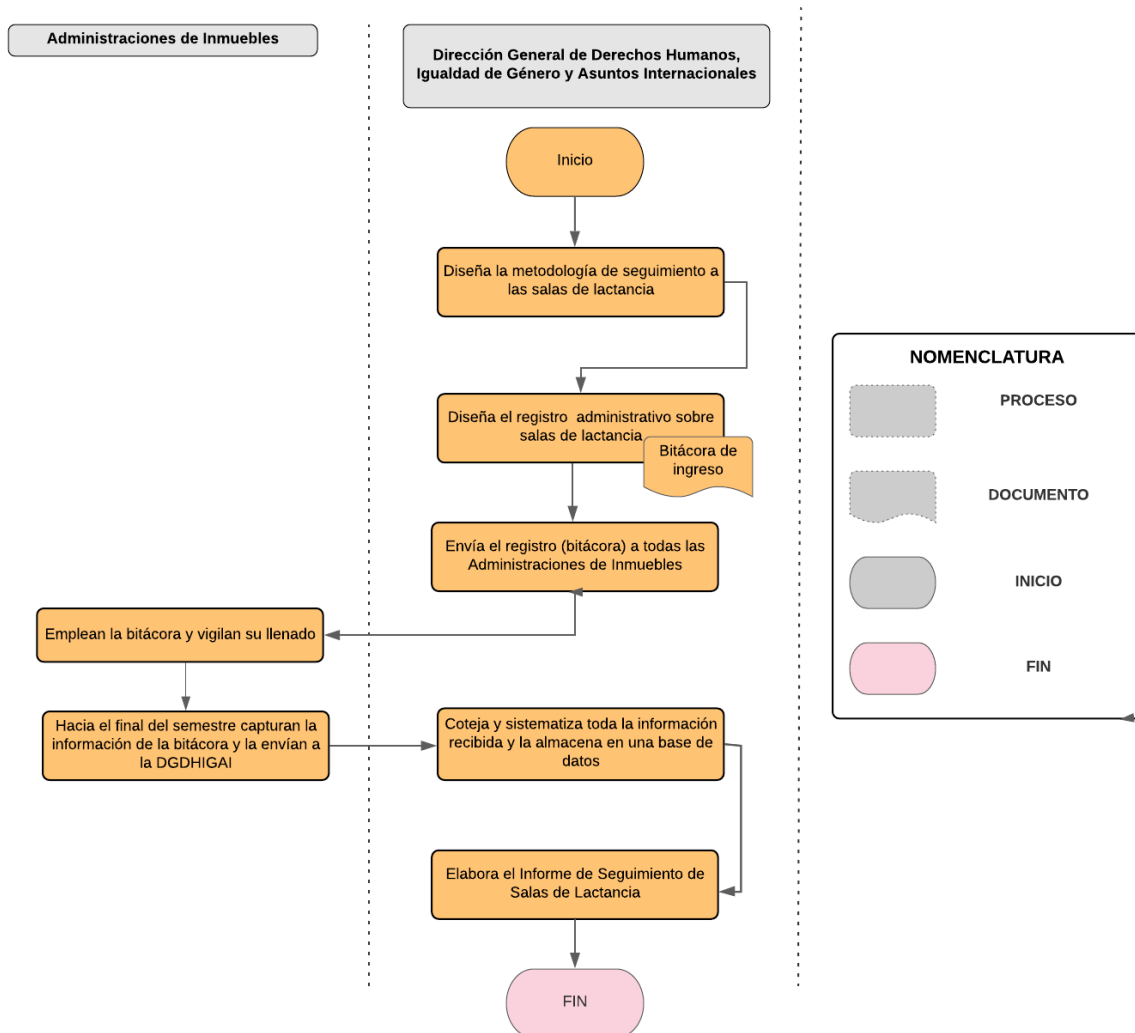 Administraciones de Inmuebles
Dirección General de Derechos Humanos,
Igualdad de Género y Asuntos Internacionales
Inicio
Diseña la metodología de seguimiento a
las salas de lactancia
Diseña el registro administrativo sobre
salas de lactancia
Bitácora de
ingreso
Envía el registro (bitácora) a todas las
Administraciones de Inmuebles
Emplean la bitácora y vigilan su llenado
Hacia el final del semestre capturan la
información de la bitácora y la envían a
la DGDHIGAI
Coteja y sistematiza toda la información
recibida y la almacena en una base de
datos
Elabora el Informe de Seguimiento de
Salas de Lactancia
FIN
NOMENCLATURA
PROCESO
DOCUMENTO
INICIO
FIN